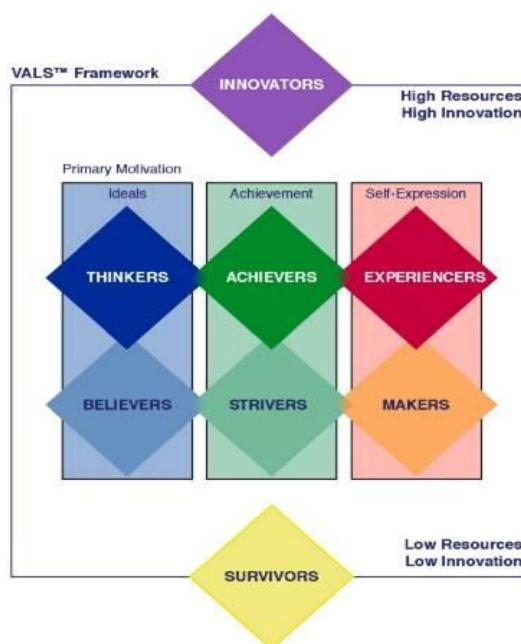 VALS™ Framework
INNOVATORS
High Resources
High Innovation
Primary Motivation
Ideals
Achievement
Self-Expression
THINKERS
ACHIEVERS
EXPERIENCERS
BELIEVERS
STRIVERS
MAKERS
Low Resources
Low Innovation
SURVIVORS